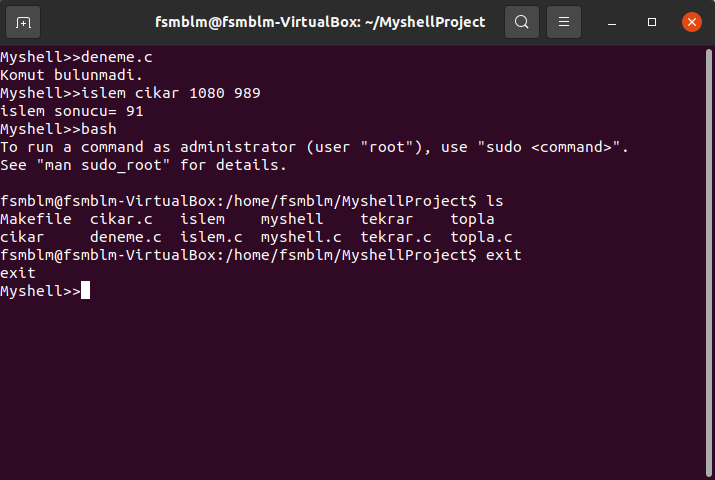 fsmblm@fsmblm-VirtualBox: ~/MyshellProject
Myshell>>deneme.c
Komut bulunmadi.
Myshell>>islem cikar 1080 989
islem sonucu= 91
Myshell>>bash
To run a command as administrator (user "root"), use "sudo <command>".
See "man sudo_root" for details.
fsmblm@fsmblm-VirtualBox:/home/fsmblm/MyshellProject$ ls
Makefile  cikar.c   islem    myshell    tekrar    topla
cikar     deneme.c  islem.c  myshell.c  tekrar.c  topla.c
fsmblm@fsmblm-VirtualBox:/home/fsmblm/MyshellProject$ exit
exit
Myshell>>